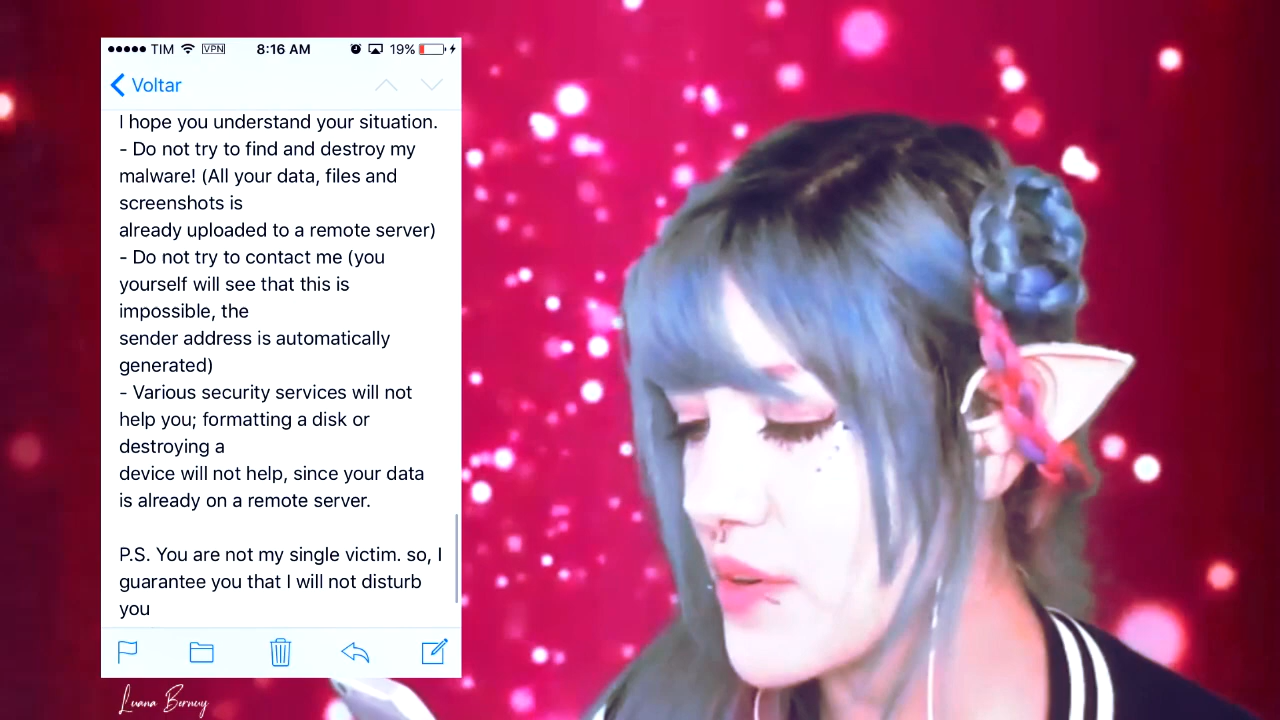 TIM VPN 8:16 AM 19%
Voltar
I hope you understand your situation.
- Do not try to find and destroy my
malware! (All your data, files and
screenshots is
already uploaded to a remote server)
- Do not try to contact me (you
yourself will see that this is
impossible, the
sender address is automatically
generated)
- Various security services will not
help you; formatting a disk or
destroying a
device will not help, since your data
is already on a remote server.
P.S. You are not my single victim. so, I
guarantee you that I will not disturb
you
Luana Bernuy